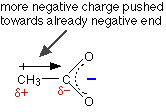 more negative charge pushed
towards already negative end
O
CH₃—C
δ+ δ− −
O